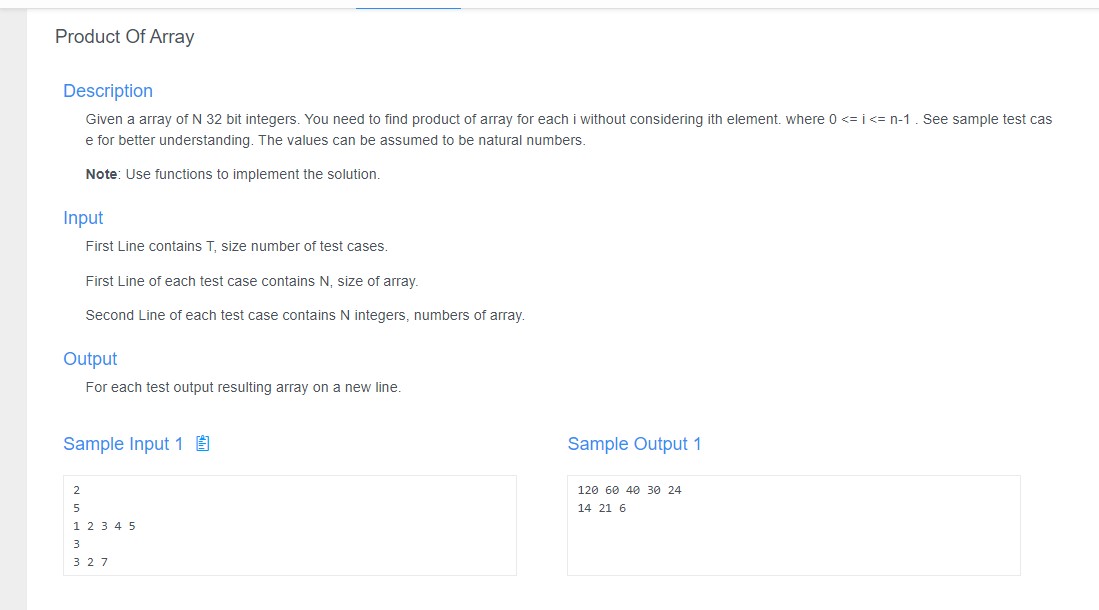 Product Of Array
Description
Given a array of N 32 bit integers. You need to find product of array for each i without considering ith element. where 0 <= i <= n-1 . See sample test cas
e for better understanding. The values can be assumed to be natural numbers.
Note: Use functions to implement the solution.
Input
First Line contains T, size number of test cases.
First Line of each test case contains N, size of array.
Second Line of each test case contains N integers, numbers of array.
Output
For each test output resulting array on a new line.
Sample Input 1
2
5
1 2 3 4 5
3
3 2 7
Sample Output 1
120 60 40 30 24
14 21 6